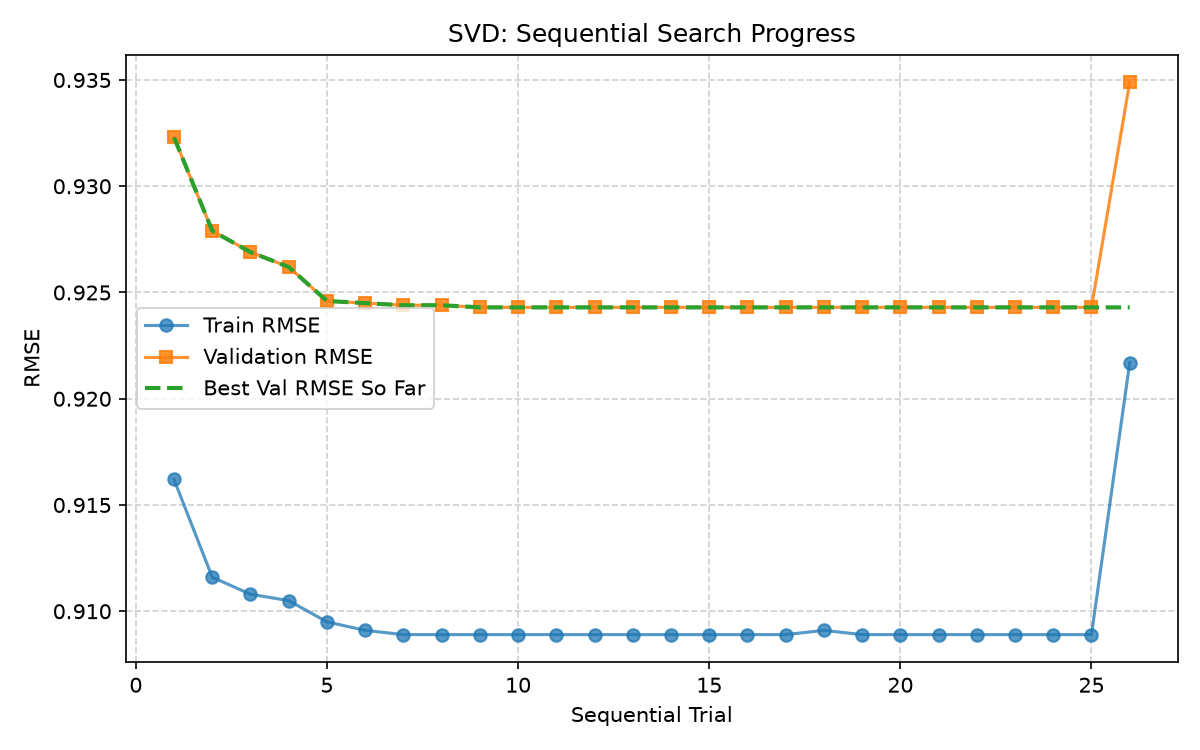 SVD: Sequential Search Progress
0.935
0.930
0.925
0.920
0.915
0.910
RMSE
Train RMSE
Validation RMSE
Best Val RMSE So Far
0
5
10
15
20
25
Sequential Trial